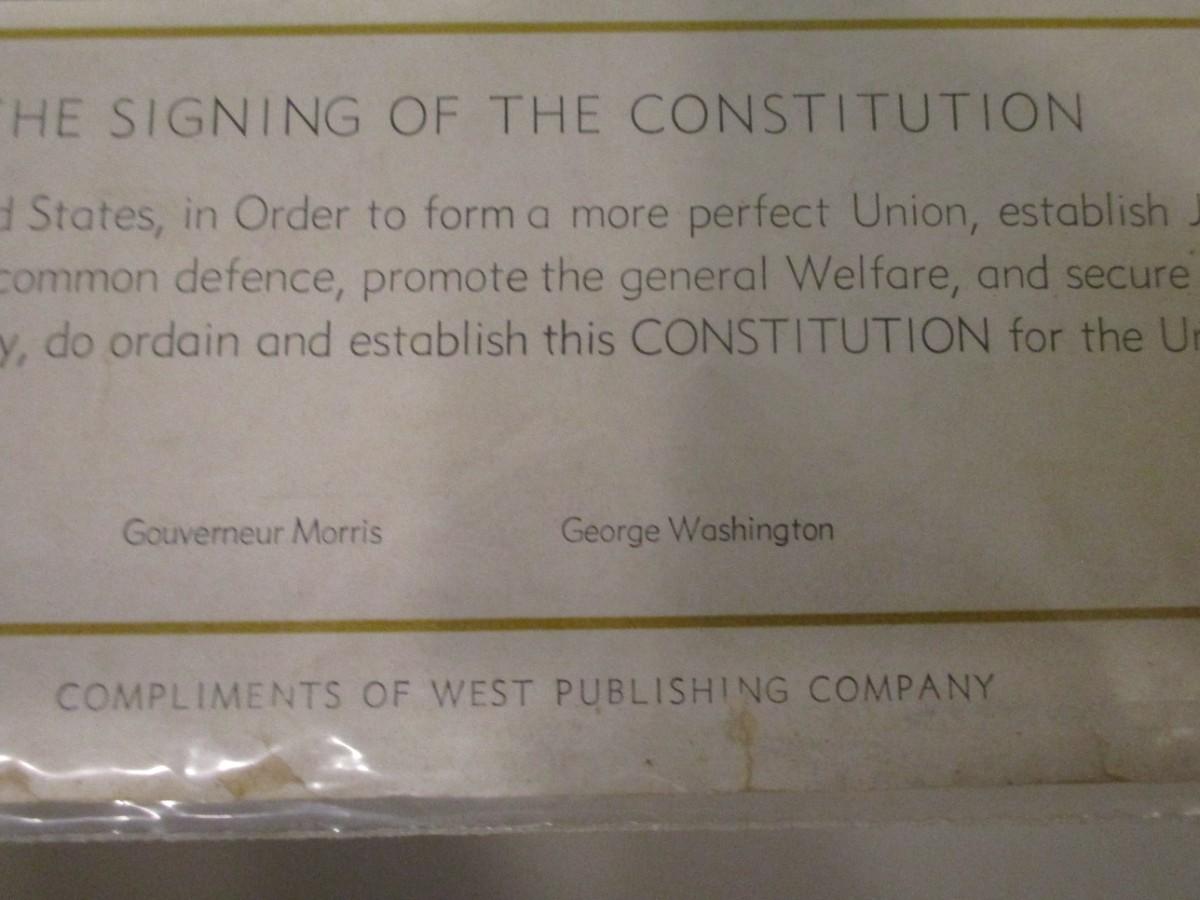 THE SIGNING OF THE CONSTITUTION
d States, in Order to form a more perfect Union, establish J
common defence, promote the general Welfare, and secure
y, do ordain and establish this CONSTITUTION for the Un
Gouverneur Morris George Washington
COMPLIMENTS OF WEST PUBLISHING COMPANY